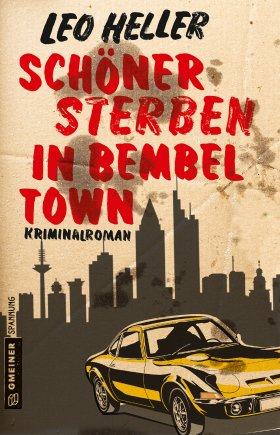 LEO HELLER
SCHÖNER
STERBEN
IN BEMBEL
TOWN
KRIMINALROMAN
GMEINER SPANNUNG